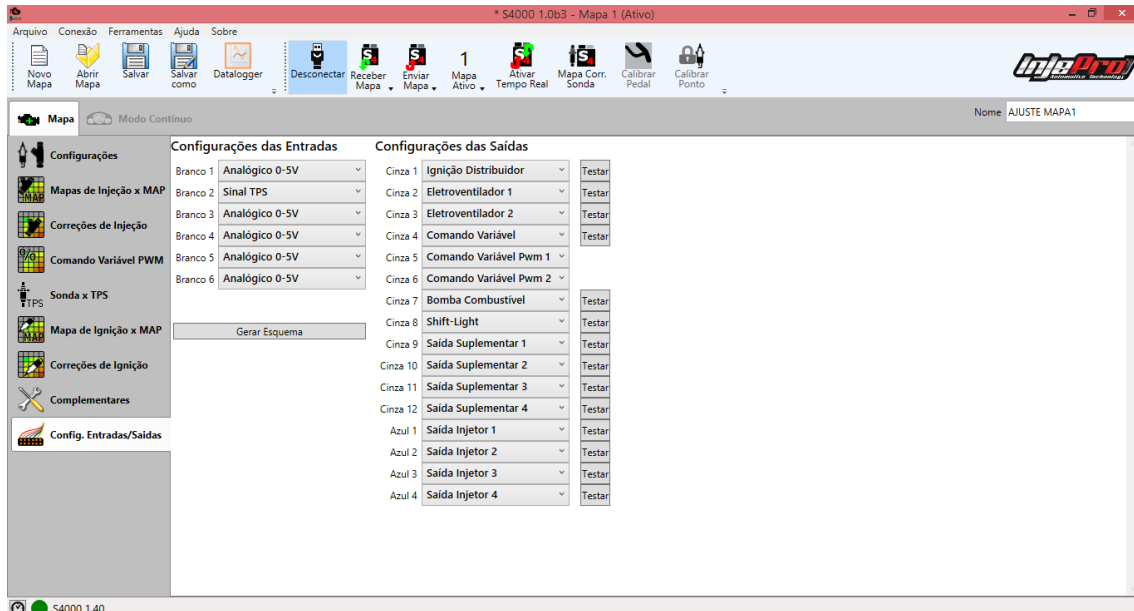 * S4000 1.0b3 - Mapa 1 (Ativo)
Arquivo Conexão Ferramentas Ajuda Sobre
Novo Mapa
Abrir Mapa
Salvar
Salvar como
Datalogger
Desconectar
Receber Mapa
Enviar Mapa
1 Mapa Ativo
Ativar Tempo Real
Mapa Corr. Sonda
Calibrar Pedal
Calibrar Ponto
InjePro
Automotive Technology
Mapa
Modo Contínuo
Nome AJUSTE MAPA1
Configurações
Mapas de Injeção x MAP
Correções de Injeção
Comando Variável PWM
Sonda x TPS
Mapa de Ignição x MAP
Correções de Ignição
Complementares
Config. Entradas/Saidas
Configurações das Entradas
Branco 1 Analógico 0-5V
Branco 2 Sinal TPS
Branco 3 Analógico 0-5V
Branco 4 Analógico 0-5V
Branco 5 Analógico 0-5V
Branco 6 Analógico 0-5V
Gerar Esquema
Configurações das Saídas
Cinza 1 Ignição Distribuidor Testar
Cinza 2 Eletroventilador 1 Testar
Cinza 3 Eletroventilador 2 Testar
Cinza 4 Comando Variável Testar
Cinza 5 Comando Variável Pwm 1
Cinza 6 Comando Variável Pwm 2
Cinza 7 Bomba Combustível Testar
Cinza 8 Shift-Light Testar
Cinza 9 Saída Suplementar 1 Testar
Cinza 10 Saída Suplementar 2 Testar
Cinza 11 Saída Suplementar 3 Testar
Cinza 12 Saída Suplementar 4 Testar
Azul 1 Saída Injetor 1 Testar
Azul 2 Saída Injetor 2 Testar
Azul 3 Saída Injetor 3 Testar
Azul 4 Saída Injetor 4 Testar
S4000 1.40